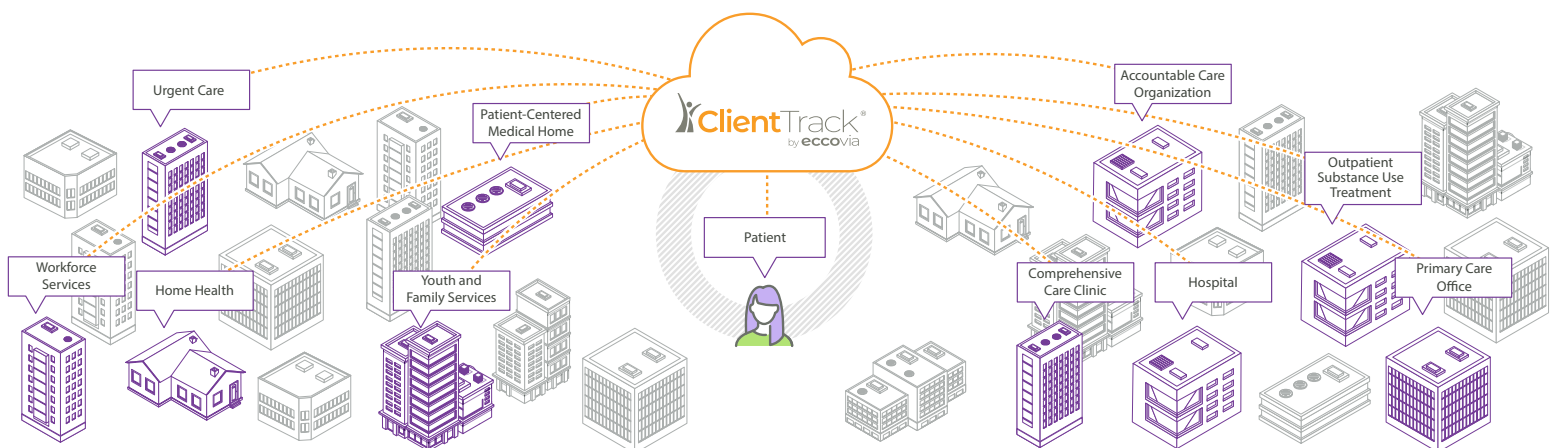 Urgent Care
Patient-Centered
Medical Home
ClientTrack®
by eccovia
Accountable Care
Organization
Outpatient
Substance Use
Treatment
Patient
Workforce
Services
Home Health
Youth and
Family Services
Comprehensive
Care Clinic
Hospital
Primary Care
Office